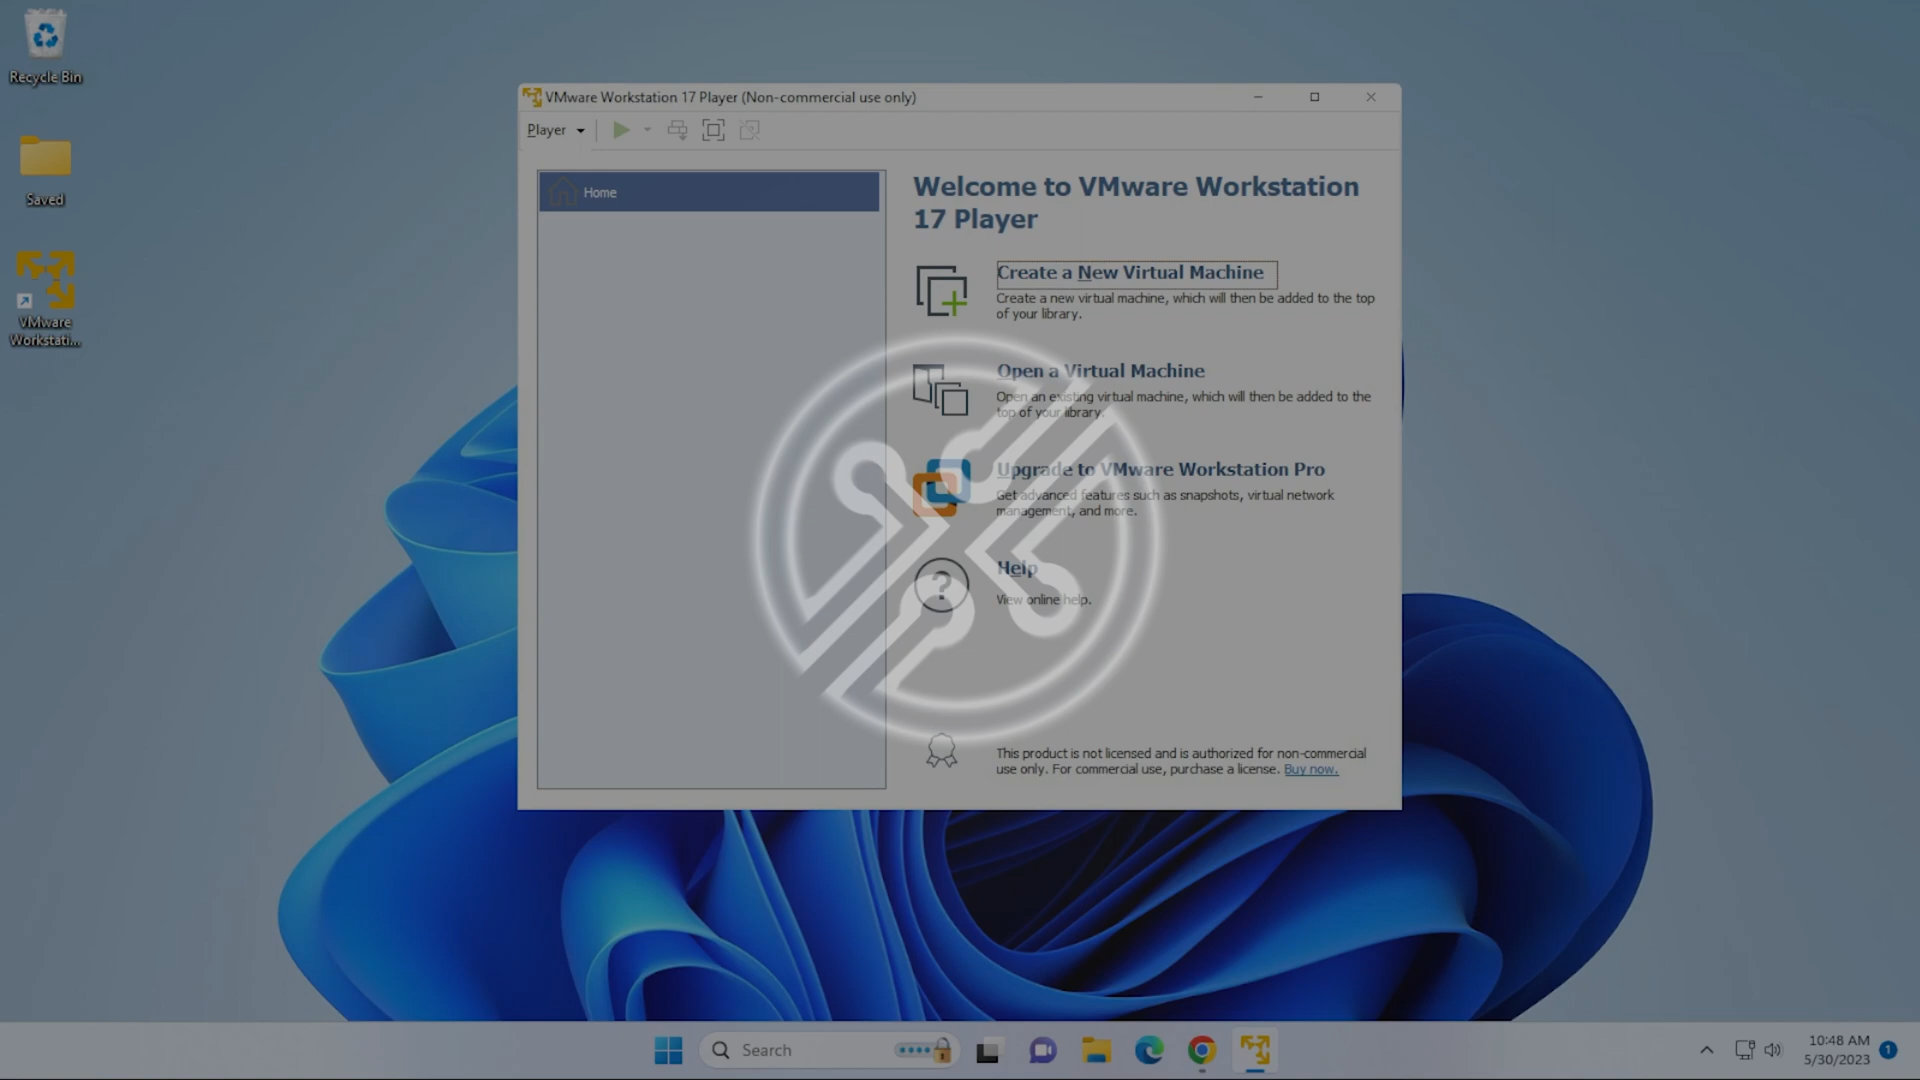 Recycle Bin
Saved
VMware
Workstati...
VMware Workstation 17 Player (Non-commercial use only)
Player
Home
Welcome to VMware Workstation
17 Player
Create a New Virtual Machine
Create a new virtual machine, which will then be added to the top
of your library.
Open a Virtual Machine
Open an existing virtual machine, which will then be added to the
top of your library.
Upgrade to VMware Workstation Pro
Get advanced features such as snapshots, virtual network
management, and more.
?
Help
View online help.
This product is not licensed and is authorized for non-commercial
use only. For commercial use, purchase a license. Buy now.
Search
10:48 AM
5/30/2023
1